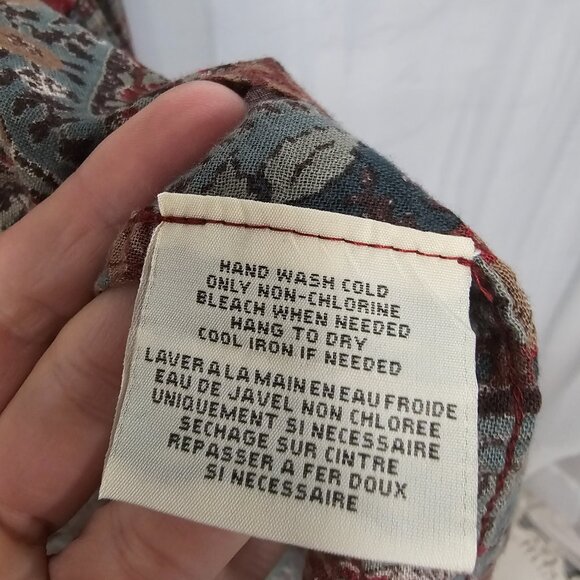 HAND WASH COLD
ONLY NON-CHLORINE
BLEACH WHEN NEEDED
HANG TO DRY
COOL IRON IF NEEDED
LAVER A LA MAIN EN EAU FROIDE
EAU DE JAVEL NON CHLOREE
UNIQUEMENT SI NECESSAIRE
SECHAGE SUR CINTRE
REPASSER A FER DOUX
SI NECESSAIRE